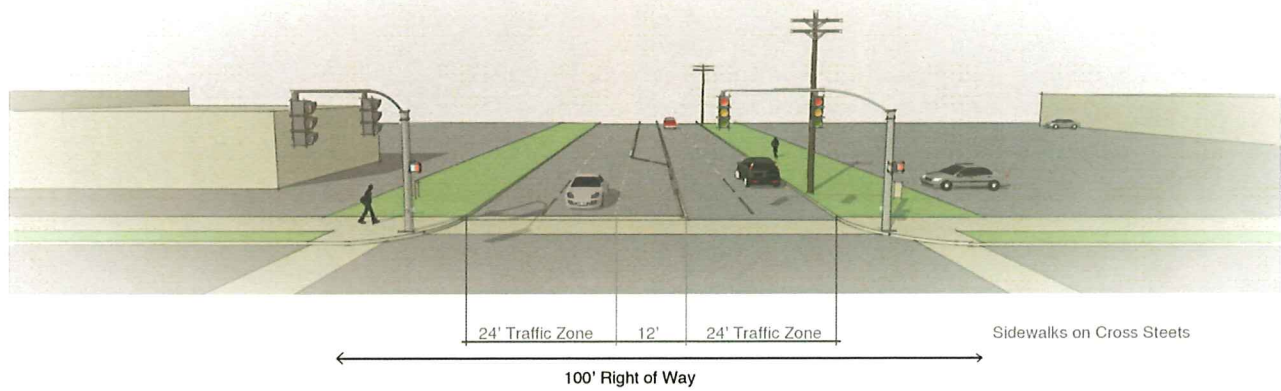 24' Traffic Zone 12' 24' Traffic Zone Sidewalks on Cross Steets
100' Right of Way